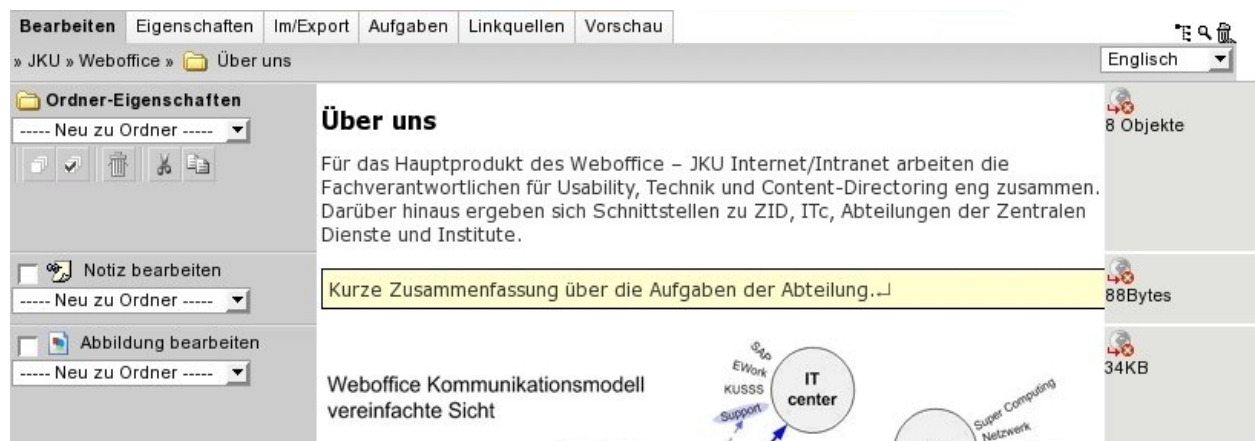 Bearbeiten Eigenschaften Im/Export Aufgaben Linkquellen Vorschau
» JKU » Weboffice » Über uns
Englisch
Ordner-Eigenschaften
----- Neu zu Ordner -----
Über uns
Für das Hauptprodukt des Weboffice – JKU Internet/Intranet arbeiten die
Fachverantwortlichen für Usability, Technik und Content-Directoring eng zusammen.
Darüber hinaus ergeben sich Schnittstellen zu ZID, ITc, Abteilungen der Zentralen
Dienste und Institute.
8 Objekte
Notiz bearbeiten
----- Neu zu Ordner -----
Kurze Zusammenfassung über die Aufgaben der Abteilung.
88Bytes
Abbildung bearbeiten
----- Neu zu Ordner -----
Weboffice Kommunikationsmodell
vereinfachte Sicht
SAP
EWork
KUSSS
Support
IT
center
Super Computing
Netzwerk
34KB